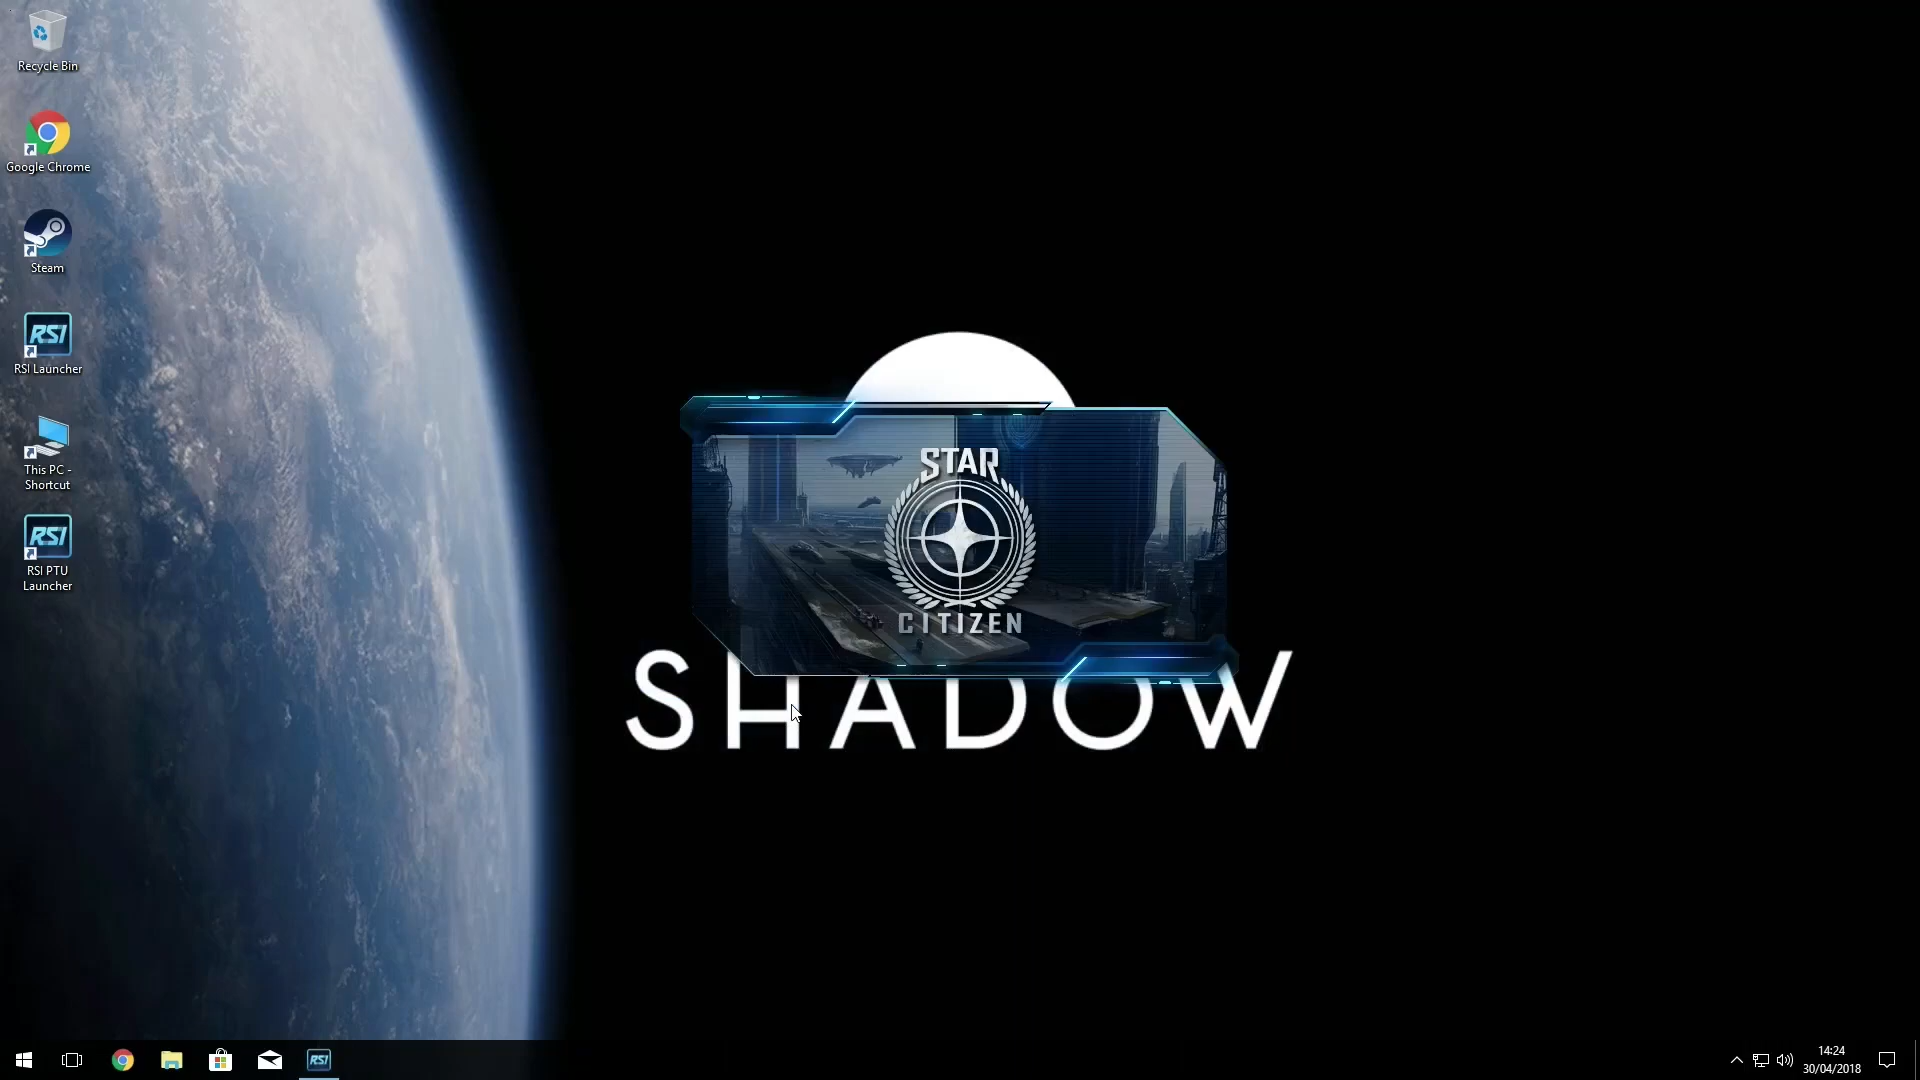 Recycle Bin
Google Chrome
Steam
RSI
RSI Launcher
This PC -
Shortcut
RSI
RSI PTU
Launcher
STAR
CITIZEN
SHADOW
RSI
14:24
30/04/2018